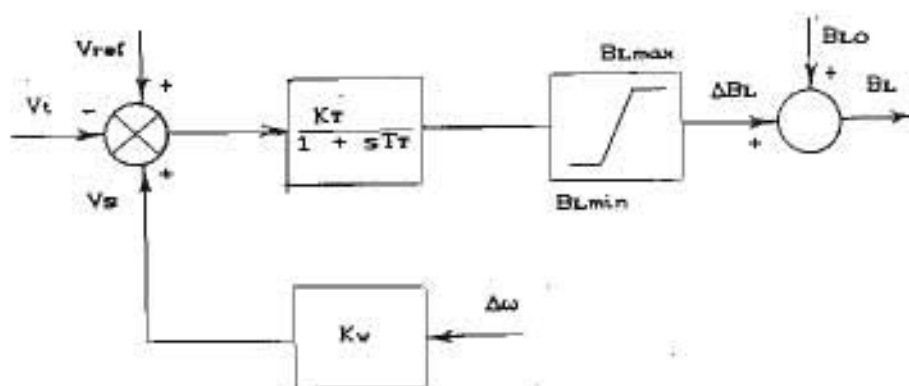 Vref
+
BLmax
BLO
+
Vt
-
KT
1 + sTT
ΔBL
BL
+
+
Vs
BLmin
Kw
Δω